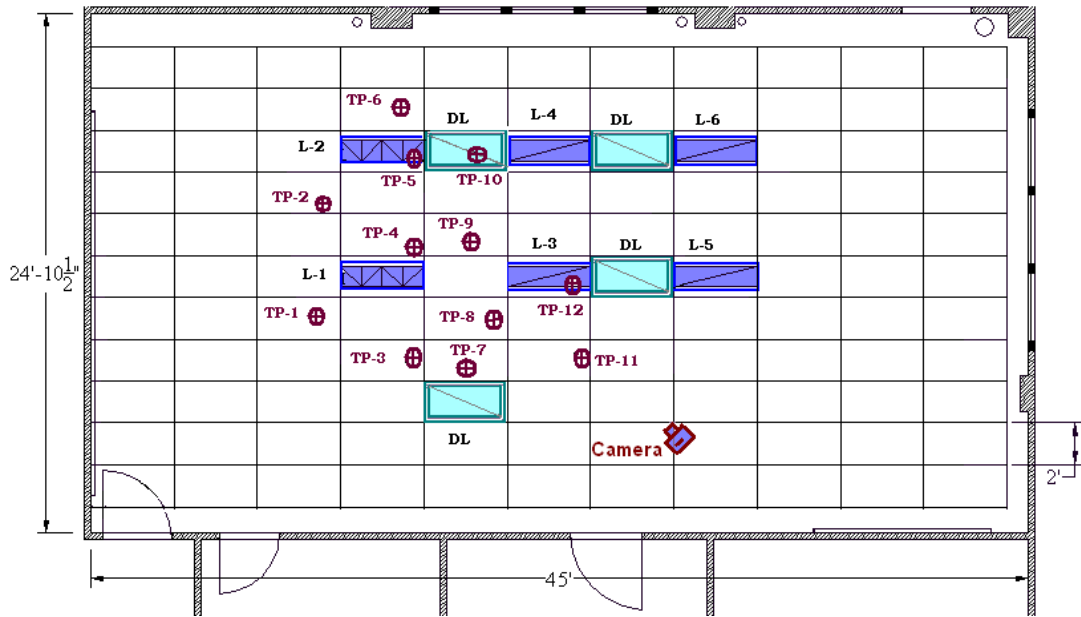 TP-6
DL
L-4
DL
L-6
L-2
TP-5
TP-10
TP-2
TP-9
TP-4
L-3
DL
L-5
24'-10 1/2"
L-1
TP-12
TP-1
TP-8
TP-7
TP-3
TP-11
DL
Camera
2'
45'